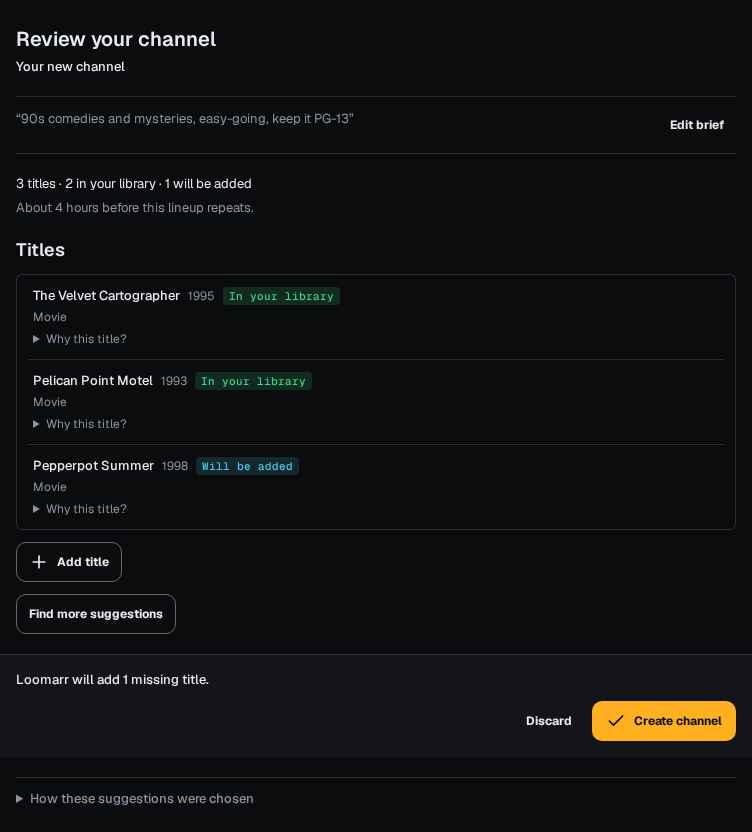 Review your channel
Your new channel
“90s comedies and mysteries, easy-going, keep it PG-13”
Edit brief
3 titles · 2 in your library · 1 will be added
About 4 hours before this lineup repeats.
Titles
The Velvet Cartographer 1995 In your library
Movie
Why this title?
Pelican Point Motel 1993 In your library
Movie
Why this title?
Pepperpot Summer 1998 Will be added
Movie
Why this title?
Add title
Find more suggestions
Loomarr will add 1 missing title.
Discard Create channel
How these suggestions were chosen